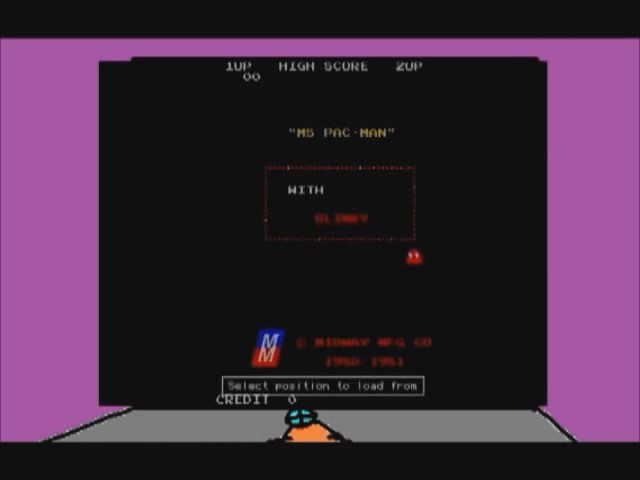 1UP HIGH SCORE 2UP
00
"MS PAC-MAN"
WITH
BLINKY
M
M
© MIDWAY MFG CO
1980/1981
Select position to load from
CREDIT 0